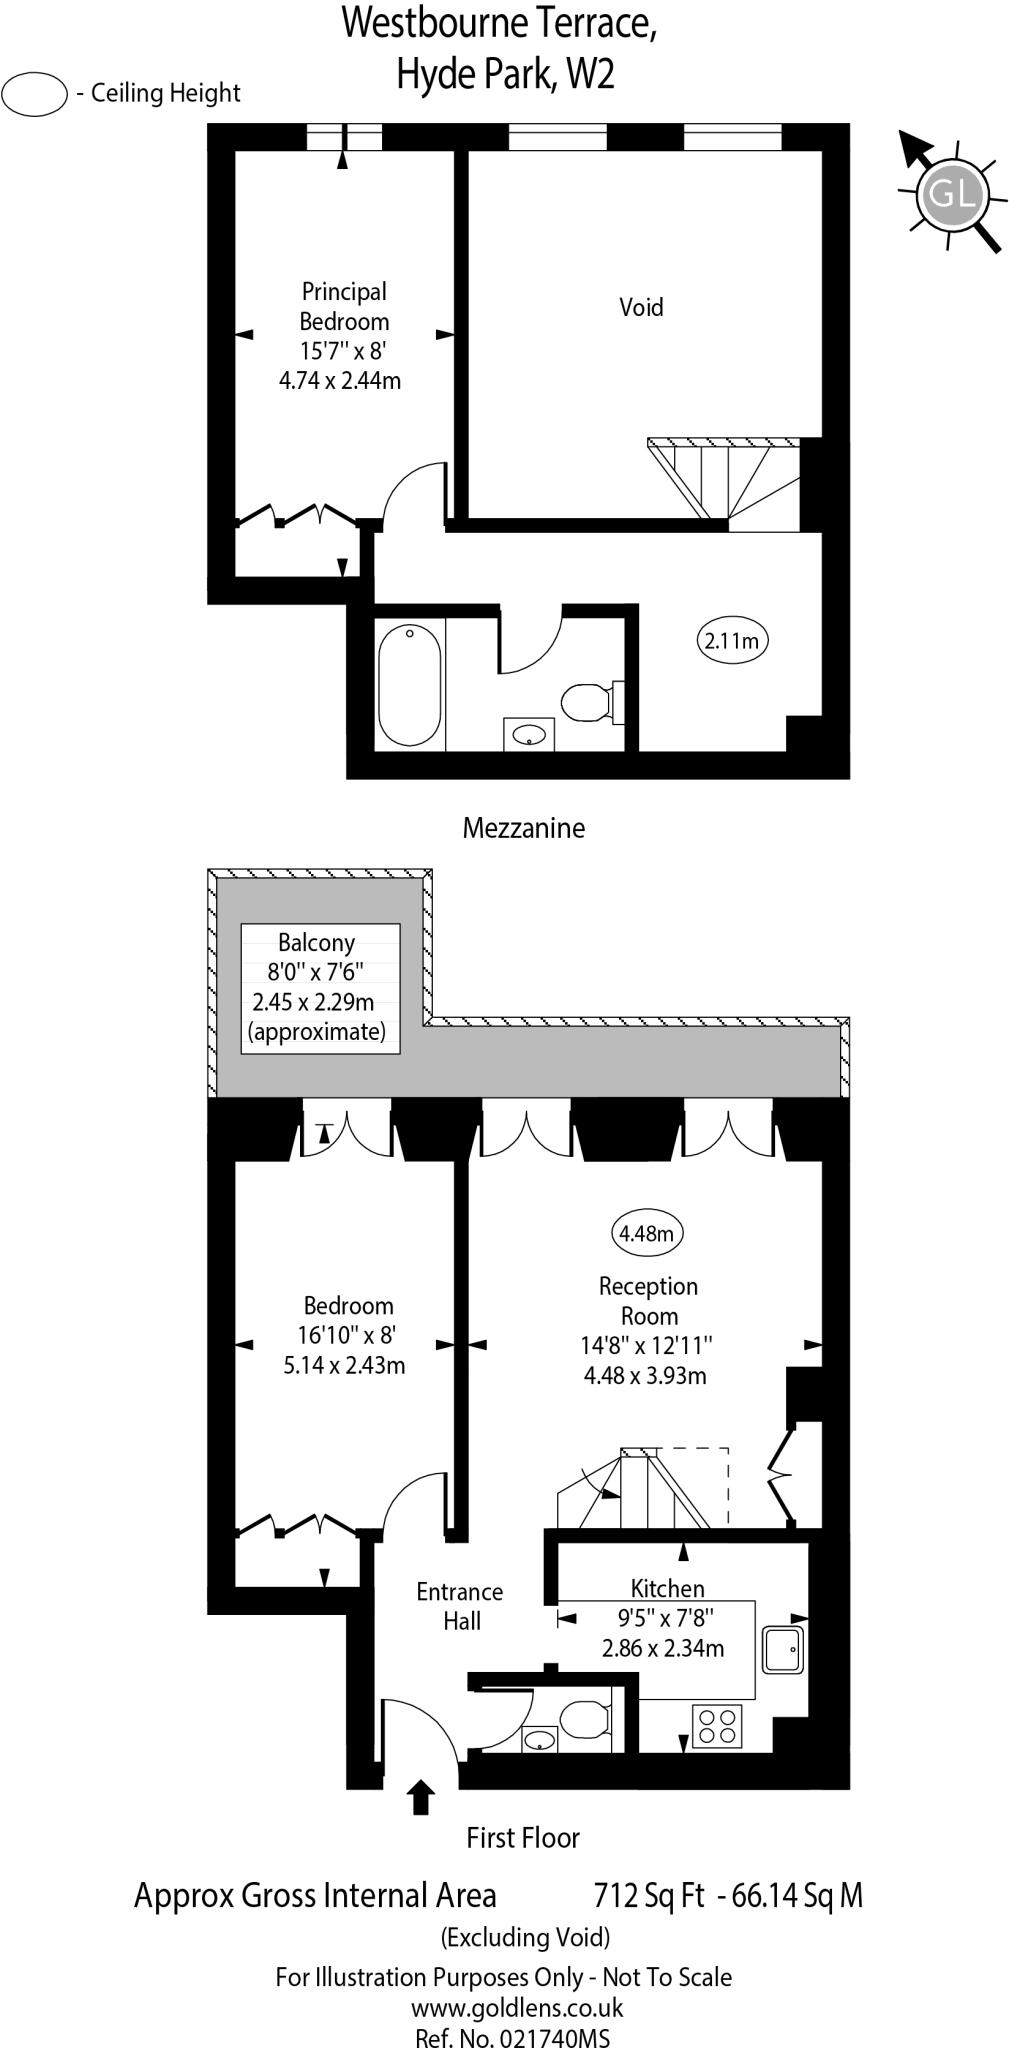 Westbourne Terrace,
Hyde Park, W2
- Ceiling Height
GL
Principal
Bedroom
15'7" x 8'
4.74 x 2.44m
Void
2.11m
Mezzanine
Balcony
8'0" x 7'6"
2.45 x 2.29m
(approximate)
4.48m
Reception
Room
14'8" x 12'11"
4.48 x 3.93m
Bedroom
16'10" x 8'
5.14 x 2.43m
Entrance
Hall
Kitchen
9'5" x 7'8"
2.86 x 2.34m
First Floor
Approx Gross Internal Area 712 Sq Ft - 66.14 Sq M
(Excluding Void)
For Illustration Purposes Only - Not To Scale
www.goldlens.co.uk
Ref. No. 021740MS